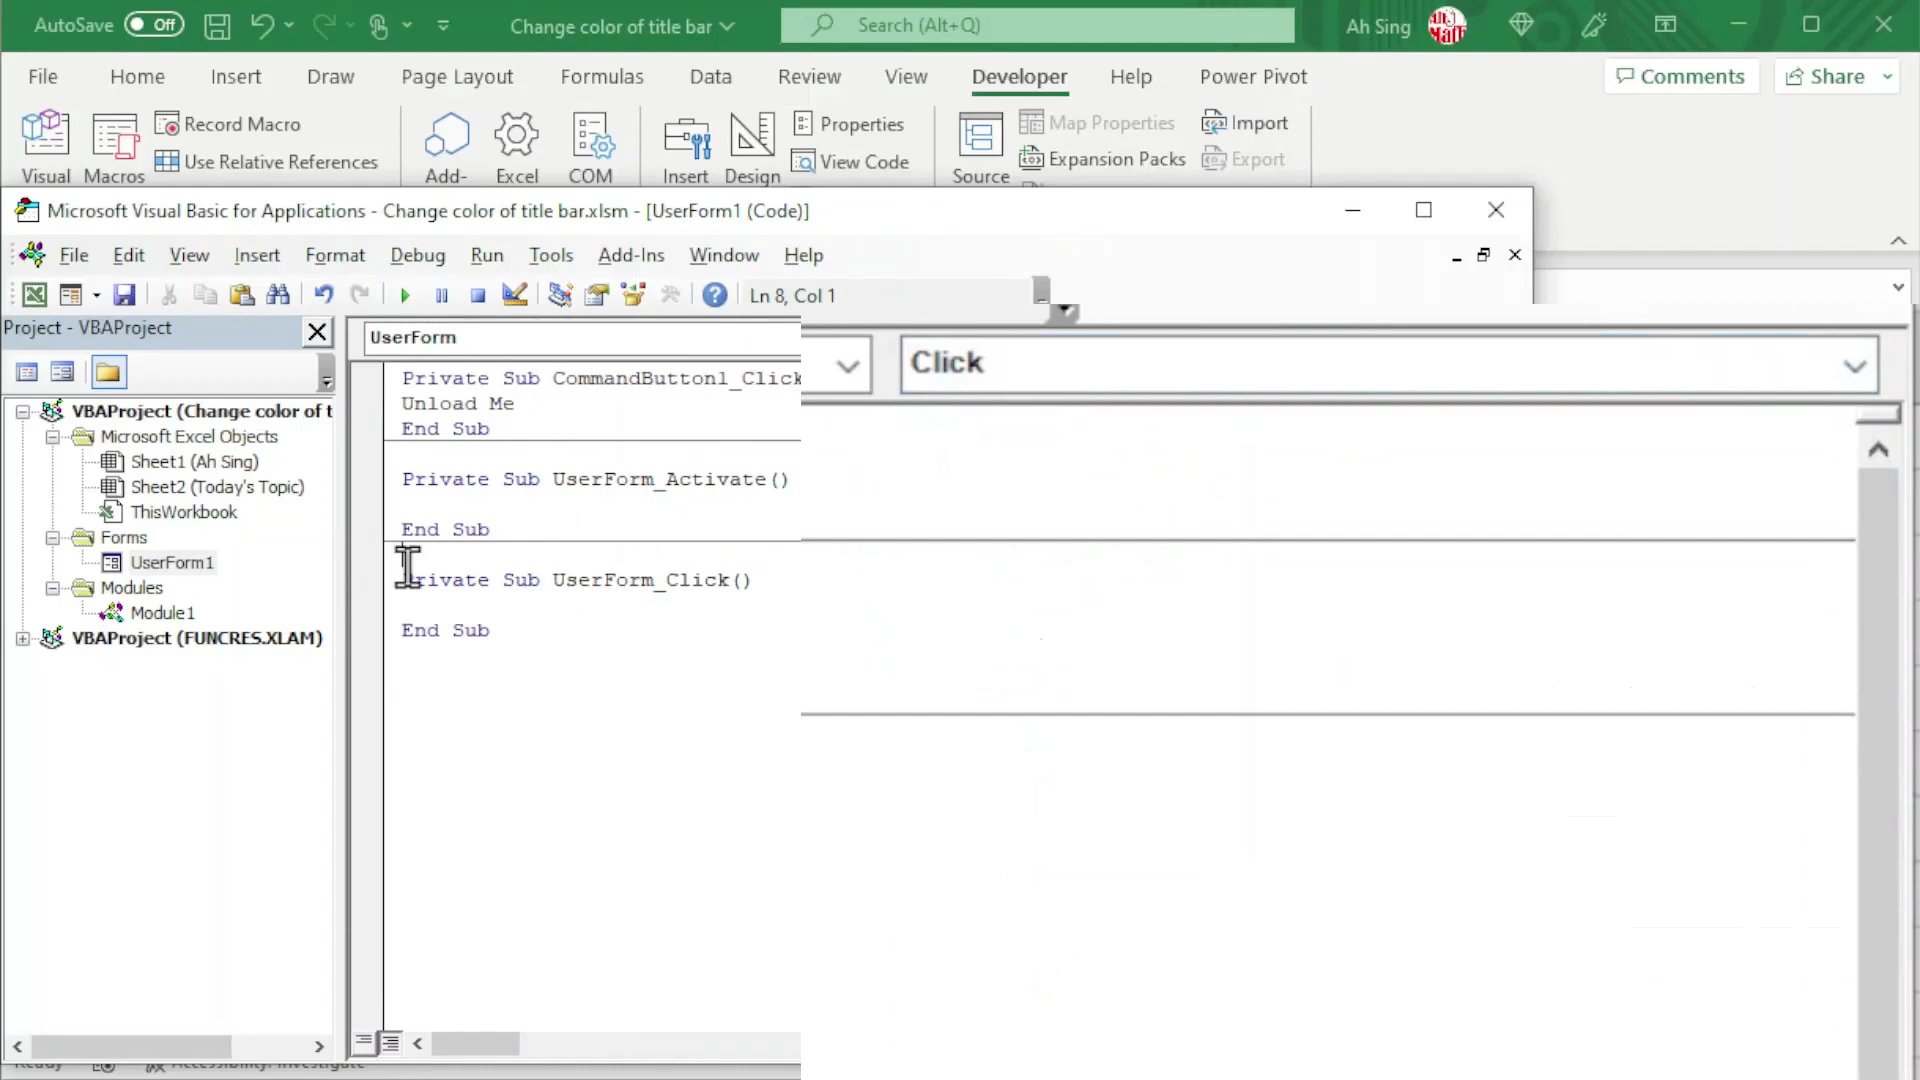 AutoSave Off Change color of title bar Search (Alt+Q) Ah Sing
File Home Insert Draw Page Layout Formulas Data Review View Developer Help Power Pivot Comments Share
Record Macro Properties Map Properties Import
Use Relative References View Code Expansion Packs Export
Visual Macros Add- Excel COM Insert Design Source
Microsoft Visual Basic for Applications - Change color of title bar.xlsm - [UserForm1 (Code)]
File Edit View Insert Format Debug Run Tools Add-Ins Window Help
Ln 8, Col 1
Project - VBAProject
UserForm
Click
VBAProject (Change color of t
Microsoft Excel Objects
Sheet1 (Ah Sing)
Sheet2 (Today's Topic)
ThisWorkbook
Forms
UserForm1
Modules
Module1
VBAProject (FUNCRES.XLAM)
Private Sub CommandButton1_Click
Unload Me
End Sub
Private Sub UserForm_Activate()
End Sub
Private Sub UserForm_Click()
End Sub